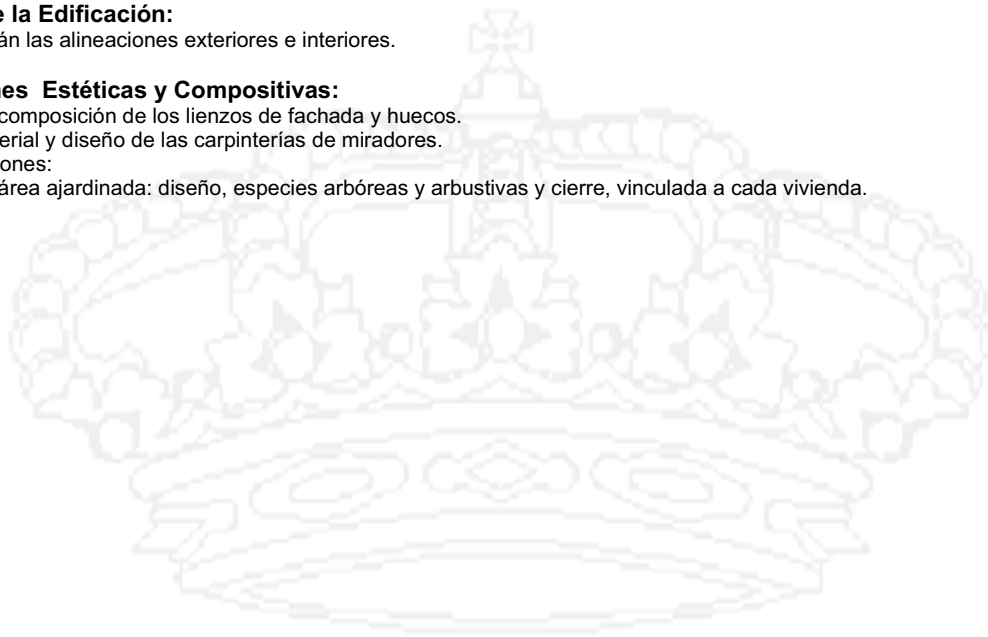 e la Edificación:
án las alineaciones exteriores e interiores.
nes Estéticas y Compositivas:
composición de los lienzos de fachada y huecos.
erial y diseño de las carpinterías de miradores.
ones:
área ajardinada: diseño, especies arbóreas y arbustivas y cierre, vinculada a cada vivienda.